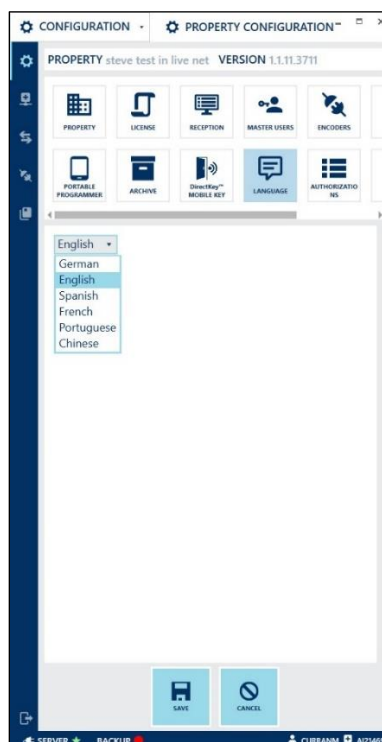 CONFIGURATION
PROPERTY CONFIGURATION
PROPERTY steve test in live net VERSION 1.1.11.3711
PROPERTY
LICENSE
RECEPTION
MASTER USERS
ENCODERS
PORTABLE
PROGRAMMER
ARCHIVE
DirectKey™
MOBILE KEY
LANGUAGE
AUTHORIZATIO
NS
English
German
English
Spanish
French
Portuguese
Chinese
SAVE
CANCEL
SERVER BACKUP CURRANM